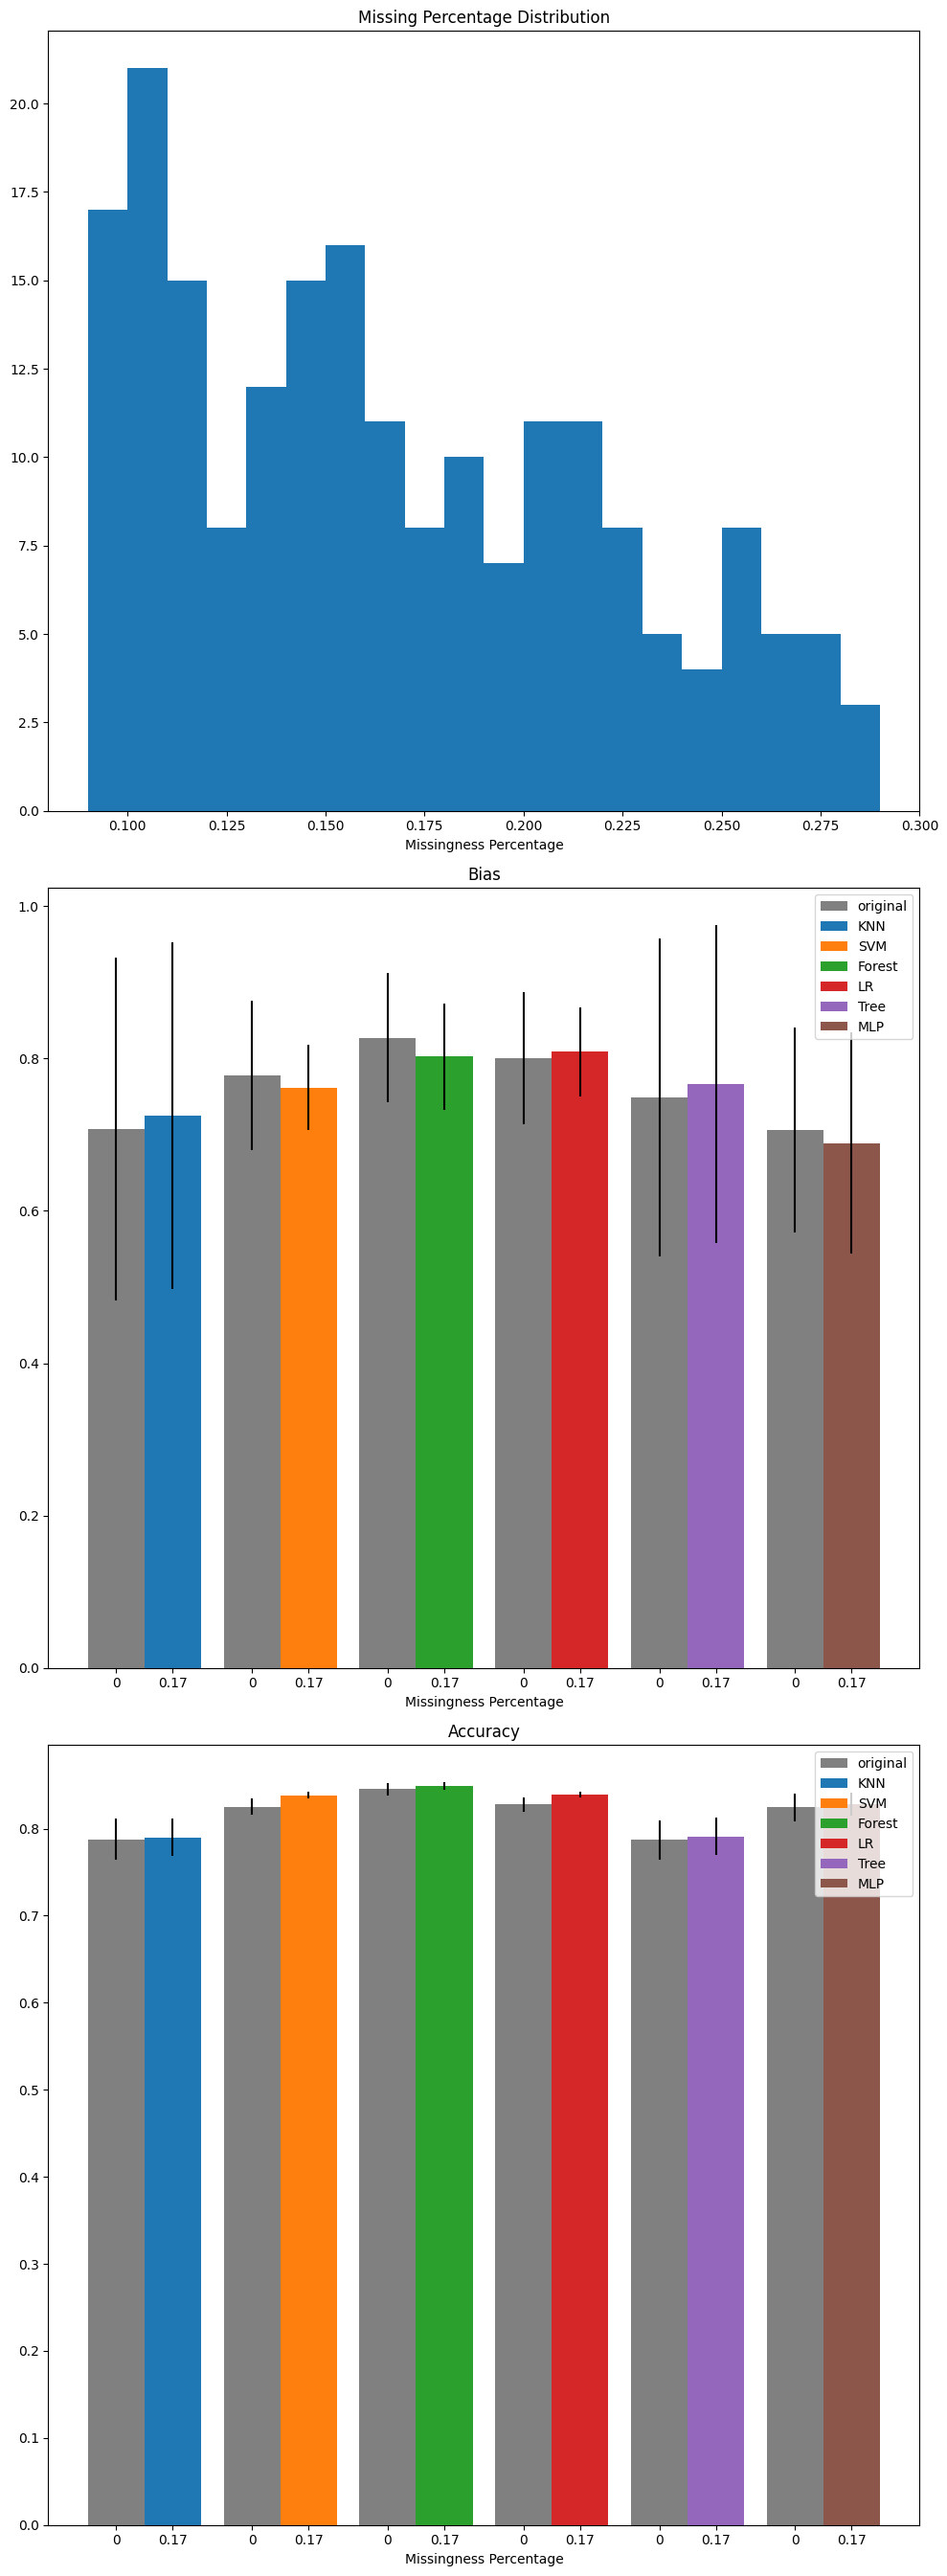 Missing Percentage Distribution
20.0
17.5
15.0
12.5
10.0
7.5
5.0
2.5
0.0
0.100 0.125 0.150 0.175 0.200 0.225 0.250 0.275 0.300
Missingness Percentage
Bias
1.0
0.8
0.6
0.4
0.2
0.0
original
KNN
SVM
Forest
LR
Tree
MLP
0 0.17 0 0.17 0 0.17 0 0.17 0 0.17 0 0.17
Missingness Percentage
Accuracy
0.8
0.7
0.6
0.5
0.4
0.3
0.2
0.1
0.0
original
KNN
SVM
Forest
LR
Tree
MLP
0 0.17 0 0.17 0 0.17 0 0.17 0 0.17 0 0.17
Missingness Percentage